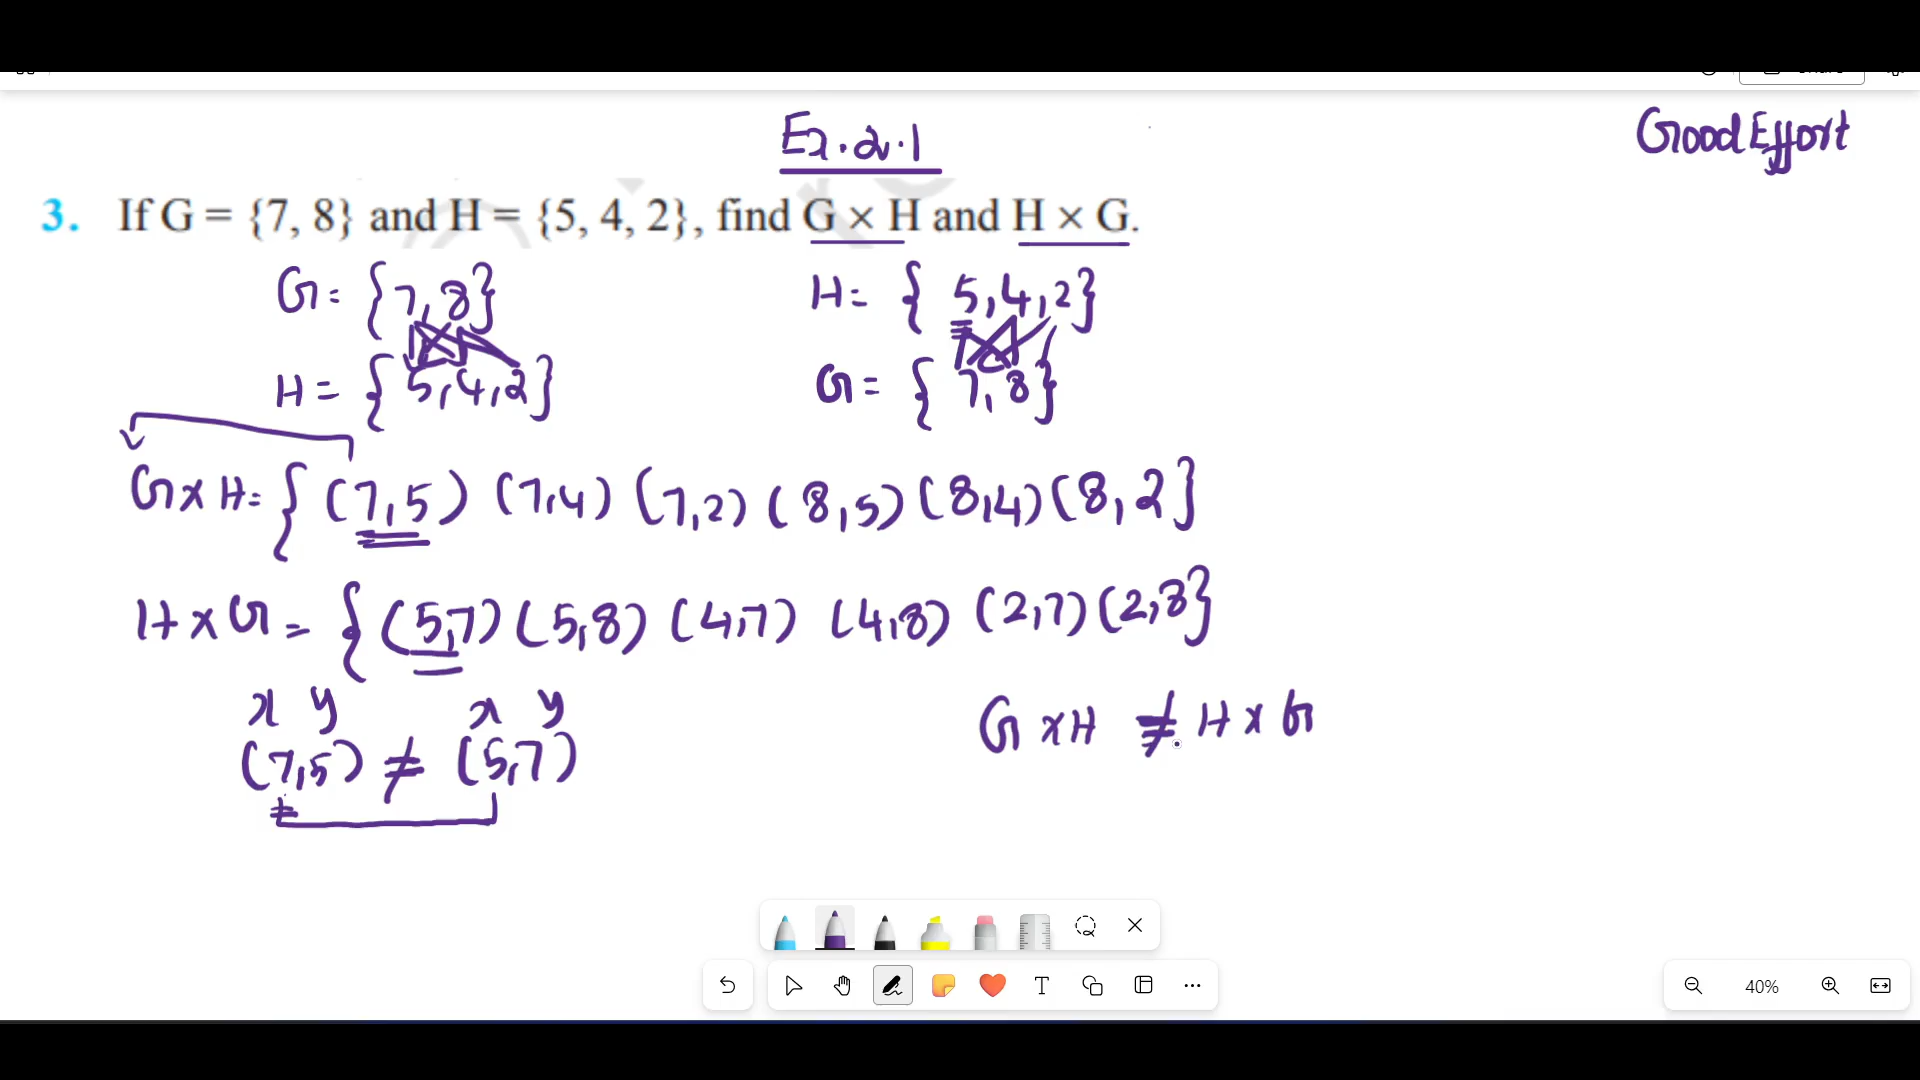 Ex.2.1
Good Effort
3. If G = {7, 8} and H = {5, 4, 2}, find G × H and H × G.
G = {7,8}
H = {5,4,2}
H = {5,4,2}
G = {7,8}
G×H = {(7,5) (7,4) (7,2) (8,5) (8,4) (8,2}
H×G = {(5,7) (5,8) (4,7) (4,8) (2,7) (2,8}
x y x y
(7,5) ≠ (5,7)
G×H ≠ H×G
40%